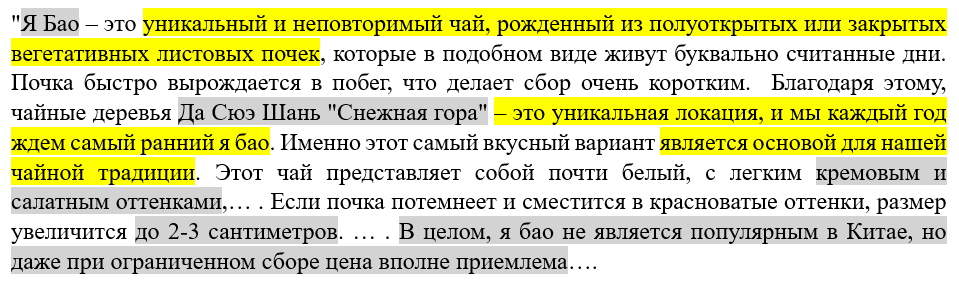 "Я Бао – это уникальный и неповторимый чай, рожденный из полуоткрытых или закрытых
вегетативных листовых почек, которые в подобном виде живут буквально считанные дни.
Почка быстро вырождается в побег, что делает сбор очень коротким. Благодаря этому,
чайные деревья Да Сюэ Шань "Снежная гора" – это уникальная локация, и мы каждый год
ждем самый ранний я бао. Именно этот самый вкусный вариант является основой для нашей
чайной традиции. Этот чай представляет собой почти белый, с легким кремовым и
салатным оттенками,… . Если почка потемнеет и сместится в красноватые оттенки, размер
увеличится до 2-3 сантиметров. … . В целом, я бао не является популярным в Китае, но
даже при ограниченном сборе цена вполне приемлема….